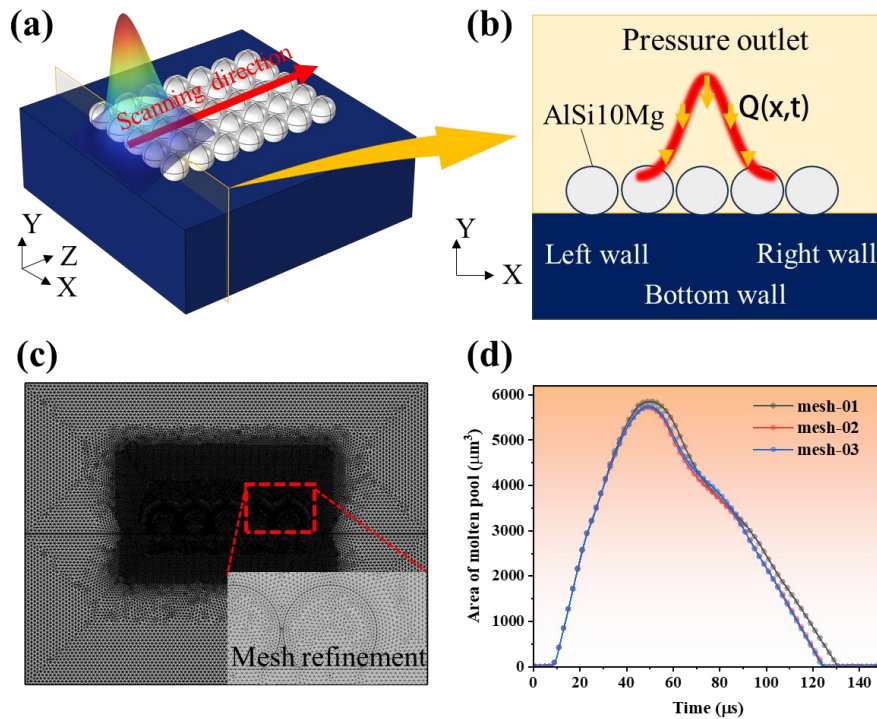 (a)
Scanning direction
Y
Z
X
(b)
Pressure outlet
AlSi10Mg
Q(x,t)
Y
X
Left wall
Right wall
Bottom wall
(c)
Mesh refinement
(d)
Area of molten pool (μm³)
6000
5000
4000
3000
2000
1000
0
mesh-01
mesh-02
mesh-03
0
20
40
60
80
100
120
140
Time (μs)